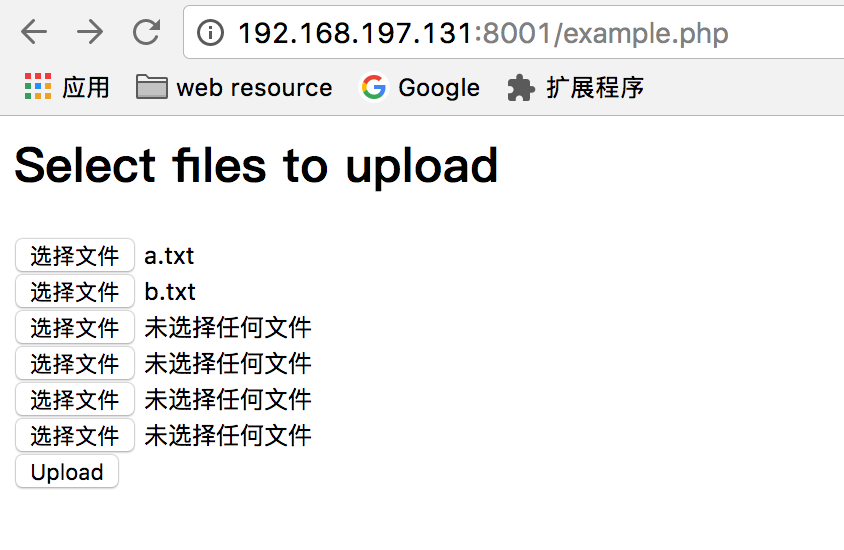 192.168.197.131:8001/example.php
应用 web resource Google 扩展程序
Select files to upload
选择文件 a.txt
选择文件 b.txt
选择文件 未选择任何文件
选择文件 未选择任何文件
选择文件 未选择任何文件
选择文件 未选择任何文件
Upload